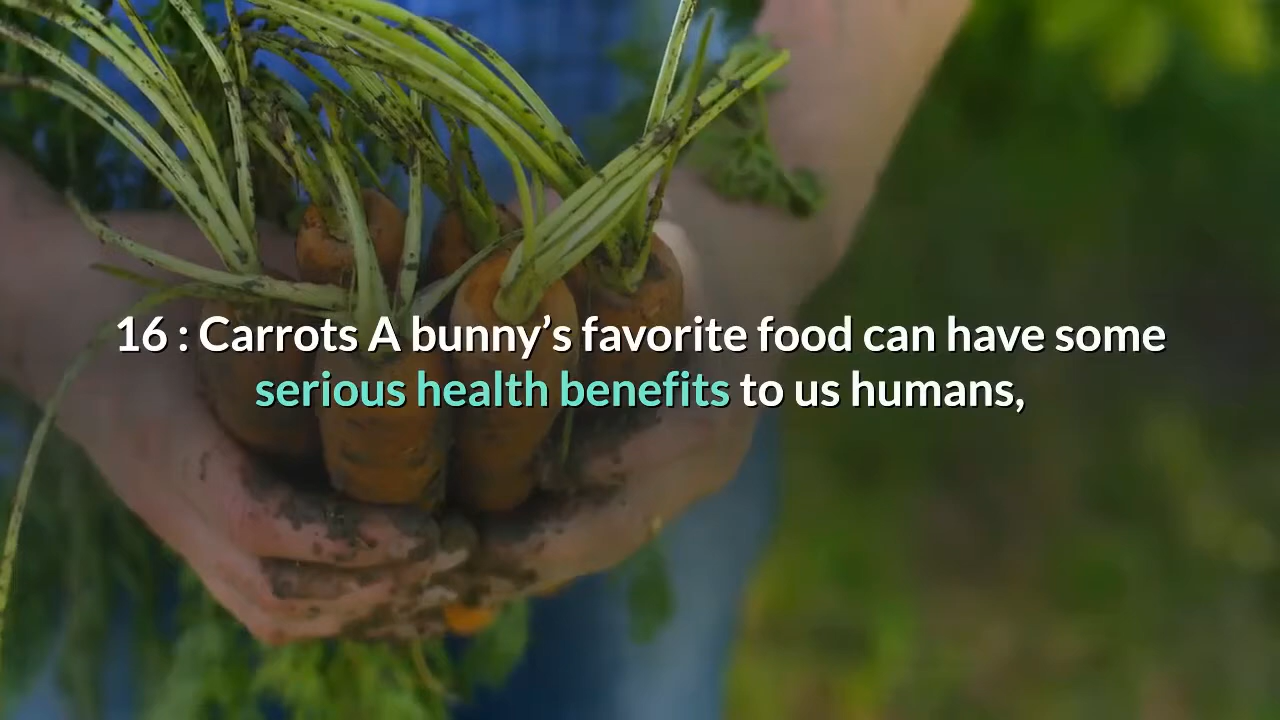 16 : Carrots A bunny’s favorite food can have some
serious health benefits to us humans,